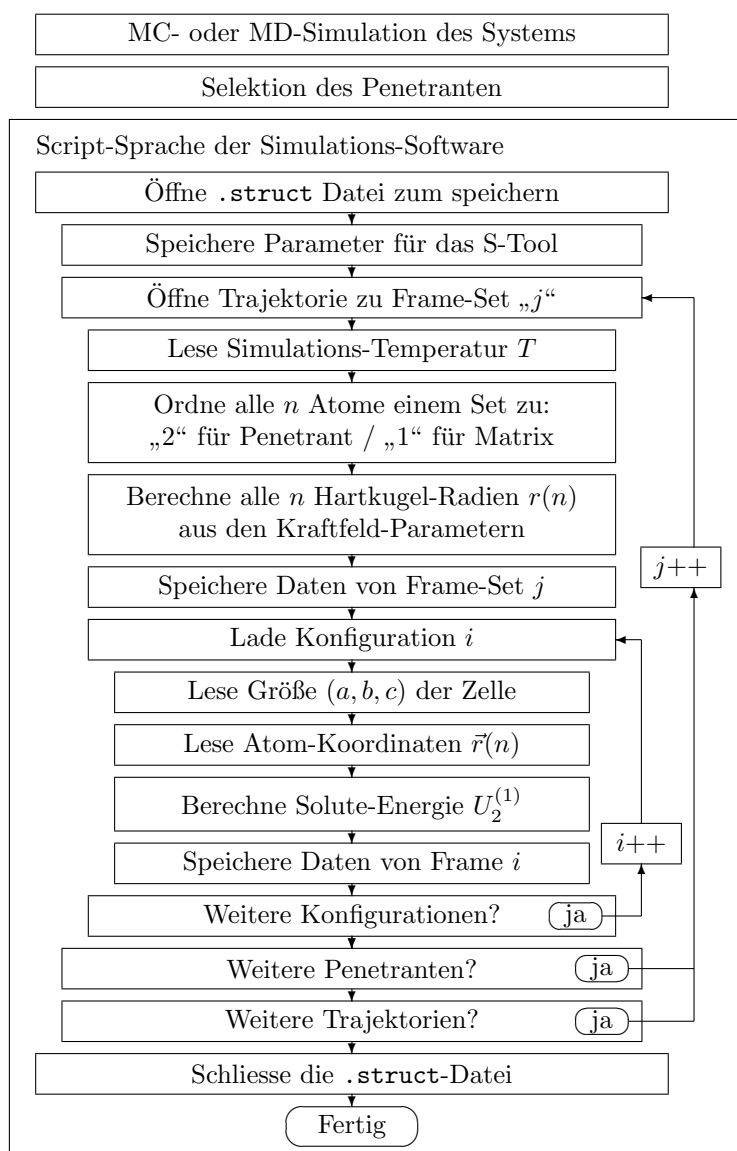 MC- oder MD-Simulation des Systems
Selektion des Penetranten
Script-Sprache der Simulations-Software
Öffne .struct Datei zum speichern
Speichere Parameter für das S-Tool
Öffne Trajektorie zu Frame-Set „j“
Lese Simulations-Temperatur T
Ordne alle n Atome einem Set zu:
„2“ für Penetrant / „1“ für Matrix
Berechne alle n Hartkugel-Radien r(n)
aus den Kraftfeld-Parametern
j++
Speichere Daten von Frame-Set j
Lade Konfiguration i
Lese Größe (a, b, c) der Zelle
Lese Atom-Koordinaten \vec{r}(n)
Berechne Solute-Energie U_2^{(1)}
i++
Speichere Daten von Frame i
Weitere Konfigurationen? ja
Weitere Penetranten? ja
Weitere Trajektorien? ja
Schliesse die .struct-Datei
Fertig